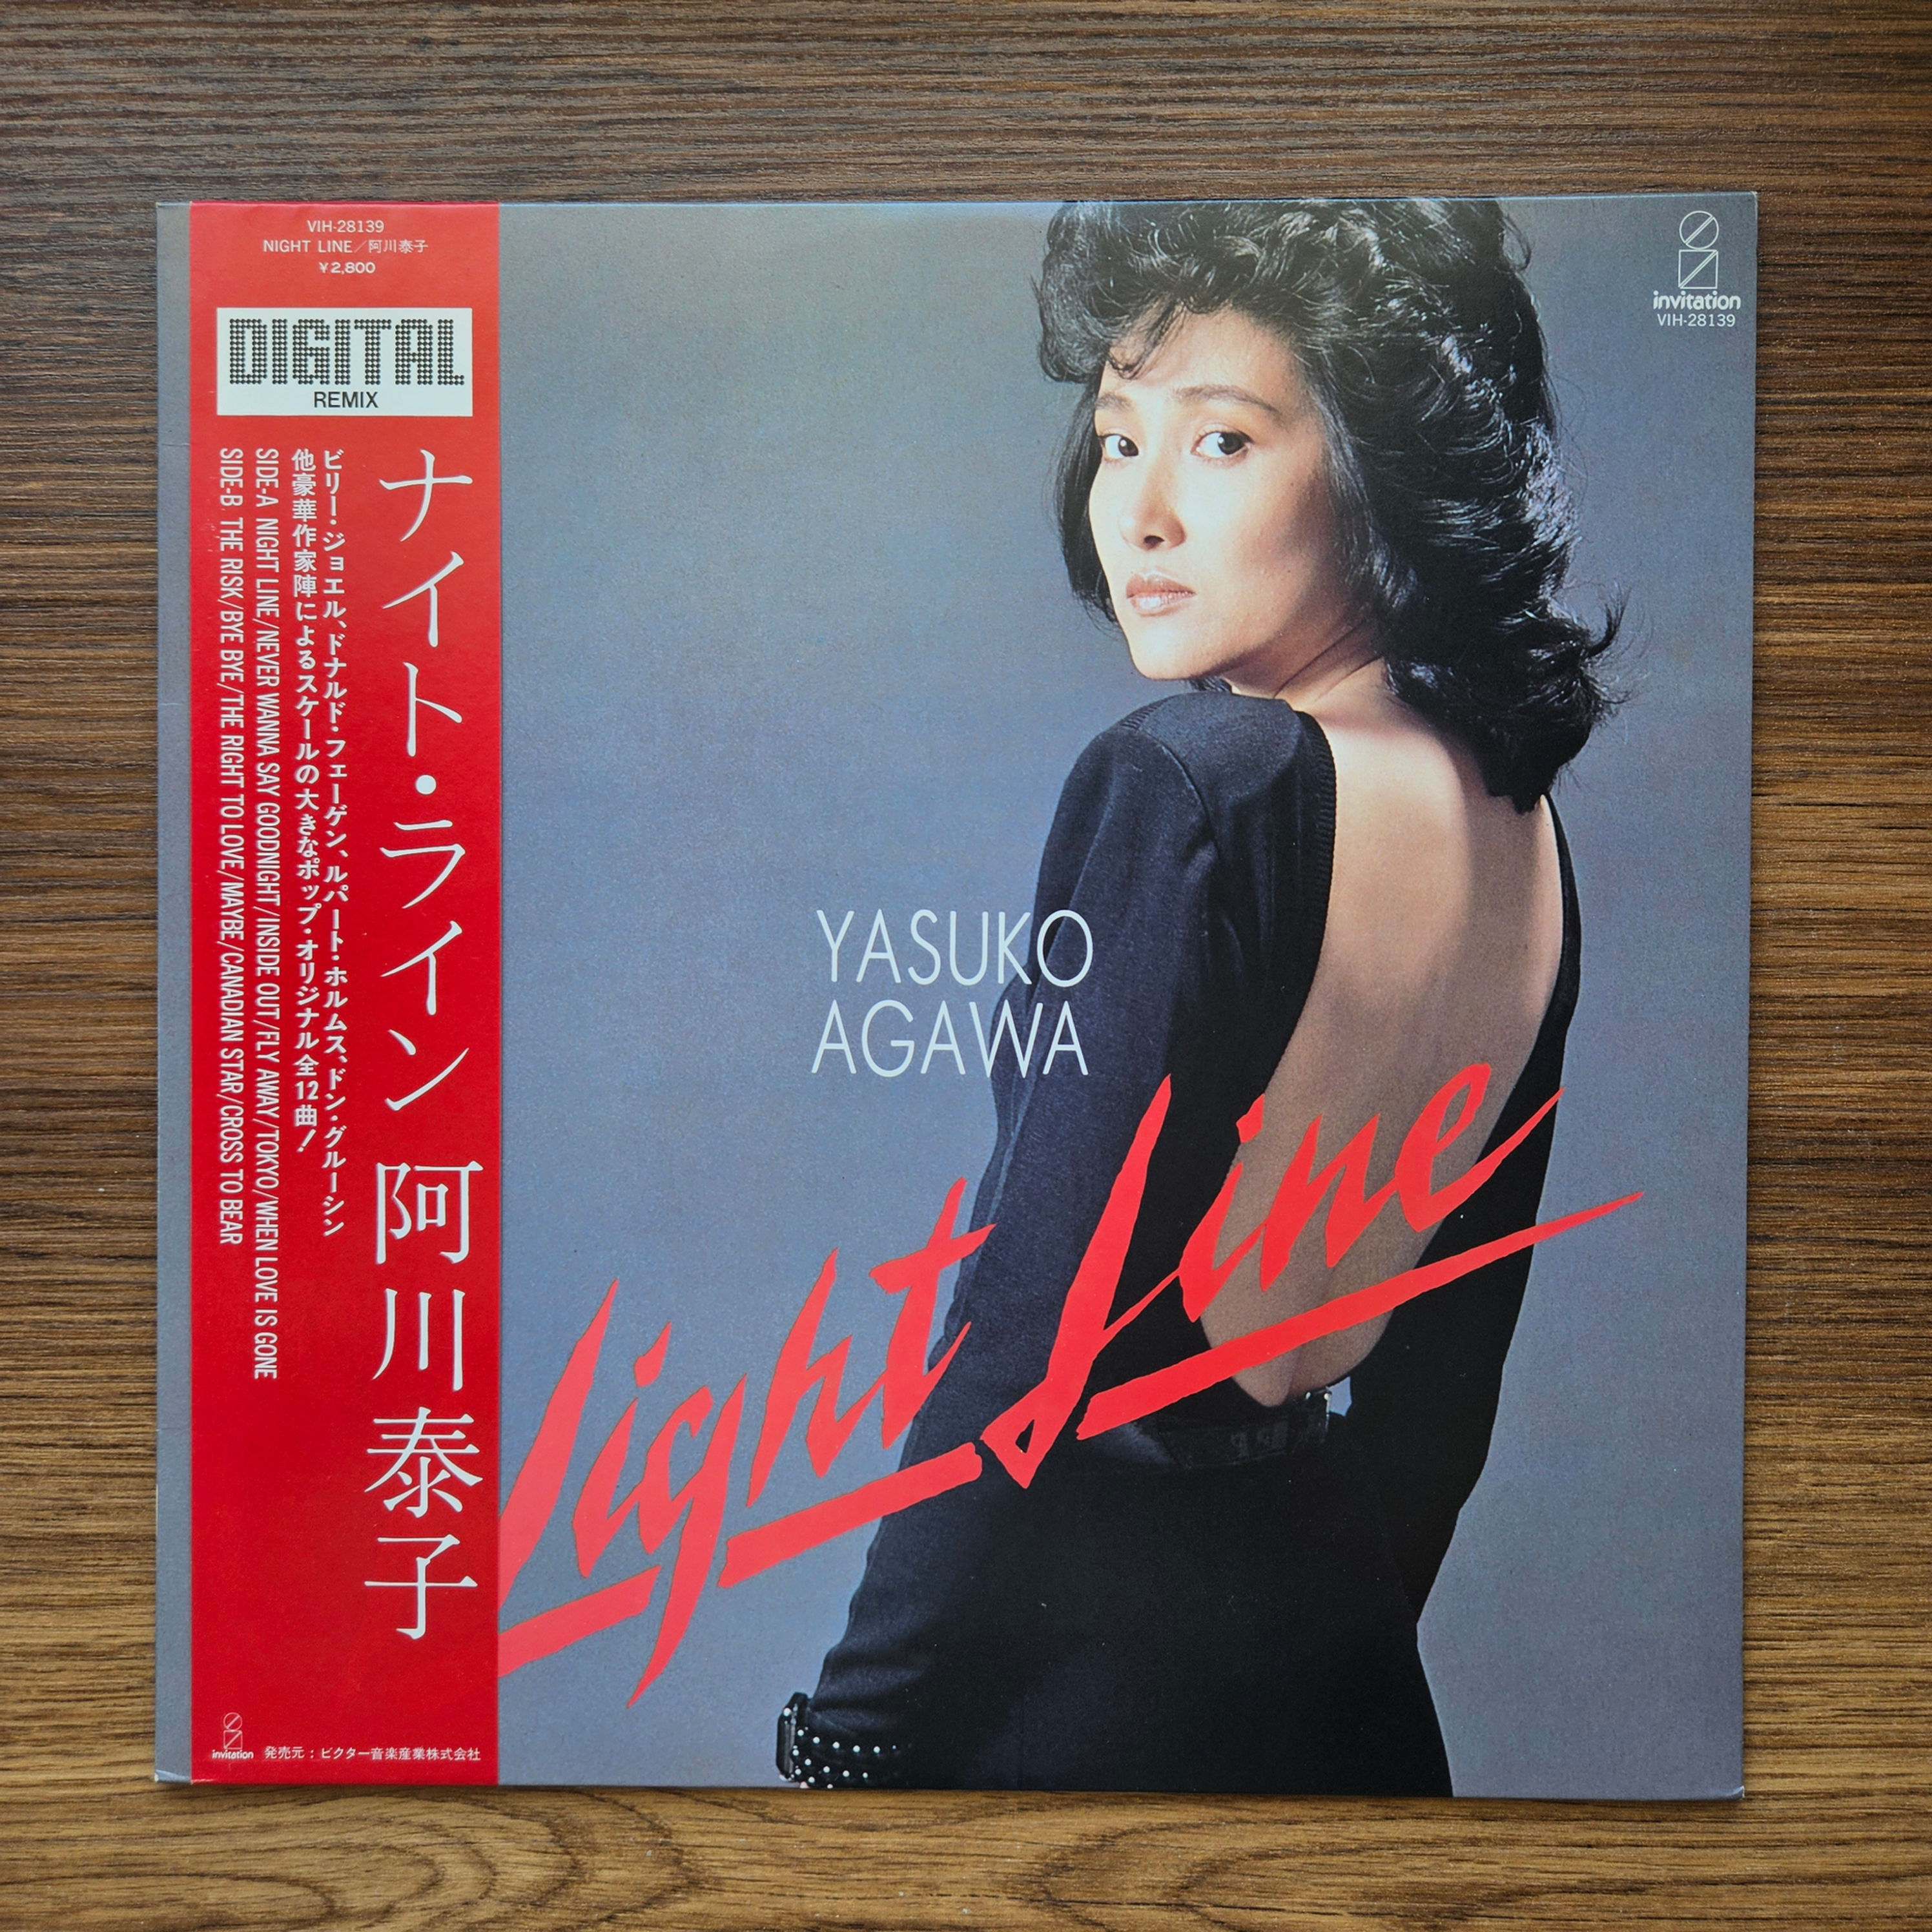 VIH-28139
NIGHT LINE／阿川泰子
￥2,800
DIGITAL
REMIX
ナイト・ライン 阿川泰子
ビリー・ジョエル、ドナルド・フェーゲン、ルパート・ホルムス、ドン・グルーシン
他豪華作家陣によるスケールの大きなポップ・オリジナル全12曲！
SIDE-A NIGHT LINE/NEVER WANNA SAY GOODNIGHT/INSIDE OUT/FLY AWAY/TOKYO/WHEN LOVE IS GONE
SIDE-B THE RISK/BYE BYE/THE RIGHT TO LOVE/MAYBE/CANADIAN STAR/CROSS TO BEAR
invitation 発売元：ビクター音楽産業株式会社
invitation
VIH-28139
YASUKO
AGAWA
Night Line